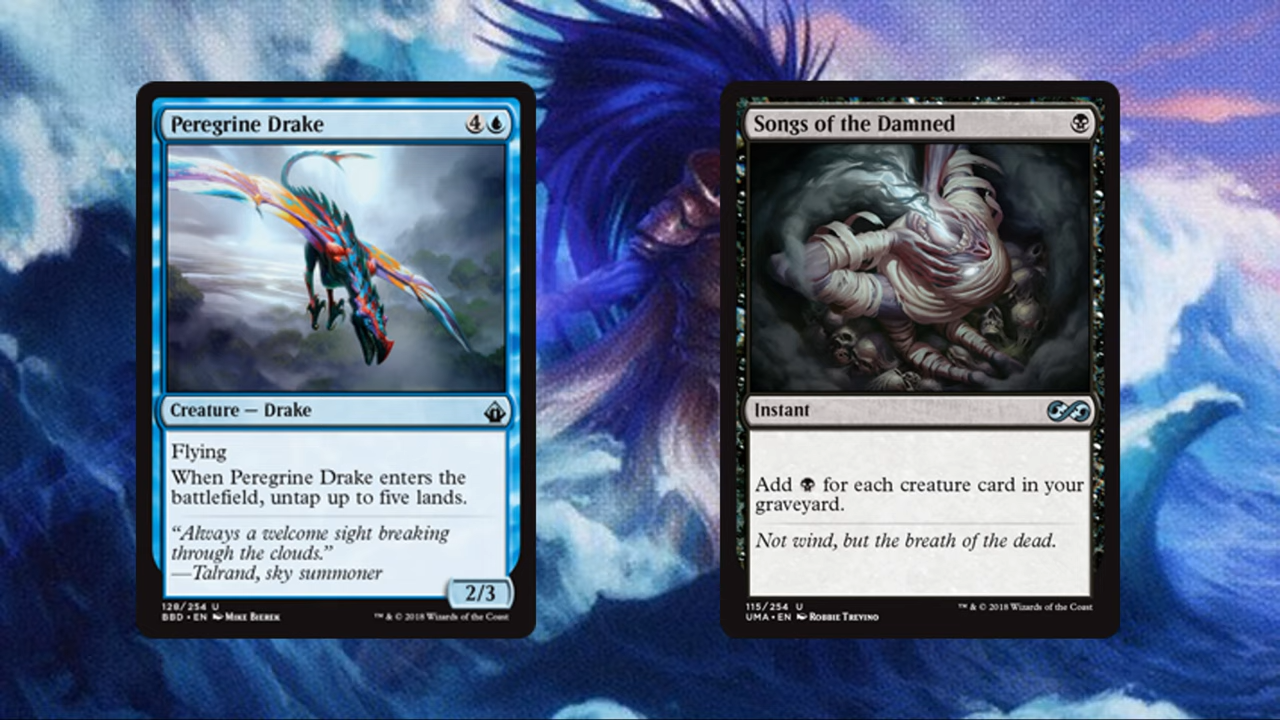 Peregrine Drake 4
Creature — Drake
Flying
When Peregrine Drake enters the
battlefield, untap up to five lands.
“Always a welcome sight breaking
through the clouds.”
—Talrand, sky summoner
2/3
128/254 U
BBD • EN Mike Bierek
™ & © 2018 Wizards of the Coast
Songs of the Damned
Instant
Add for each creature card in your
graveyard.
Not wind, but the breath of the dead.
115/254 U
UMA • EN Robbie Trevino
™ & © 2018 Wizards of the Coast